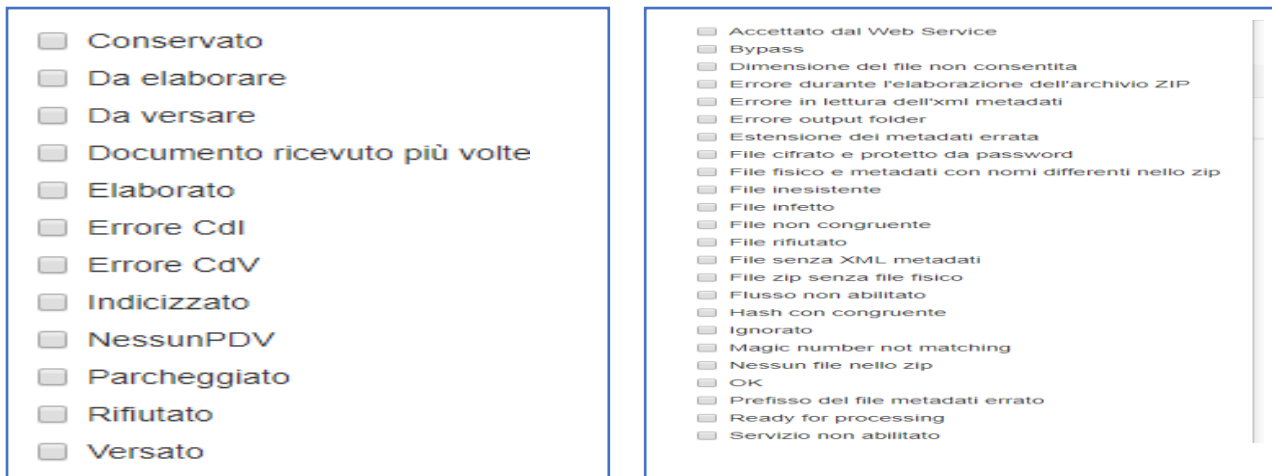 Conservato
Da elaborare
Da versare
Documento ricevuto più volte
Elaborato
Errore CdI
Errore CdV
Indicizzato
NessunPDV
Parcheggiato
Rifiutato
Versato
Accettato dal Web Service
Bypass
Dimensione del file non consentita
Errore durante l'elaborazione dell'archivio ZIP
Errore in lettura dell'xml metadati
Errore output folder
Estensione dei metadati errata
File cifrato e protetto da password
File fisico e metadati con nomi differenti nello zip
File inesistente
File infetto
File non congruente
File rifiutato
File senza XML metadati
File zip senza file fisico
Flusso non abilitato
Hash con congruente
Ignorato
Magic number not matching
Nessun file nello zip
OK
Prefisso del file metadati errato
Ready for processing
Servizio non abilitato